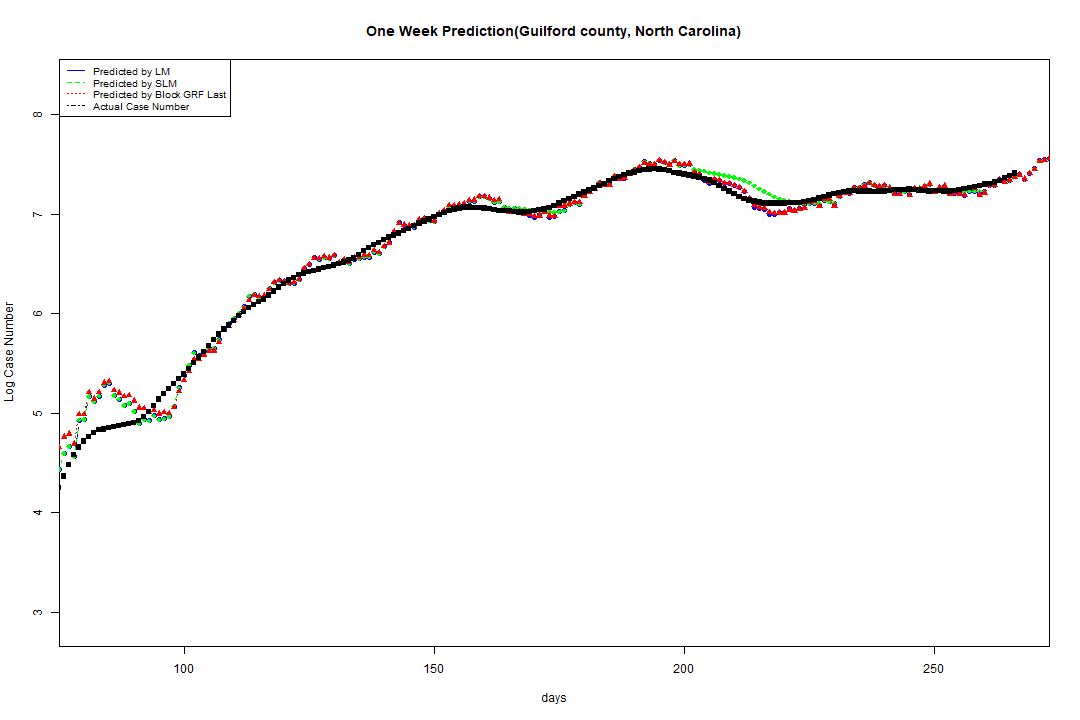 One Week Prediction(Guilford county, North Carolina)
Predicted by LM
Predicted by SLM
Predicted by Block GRF Last
Actual Case Number
8
7
6
5
4
3
Log Case Number
100
150
200
250
days